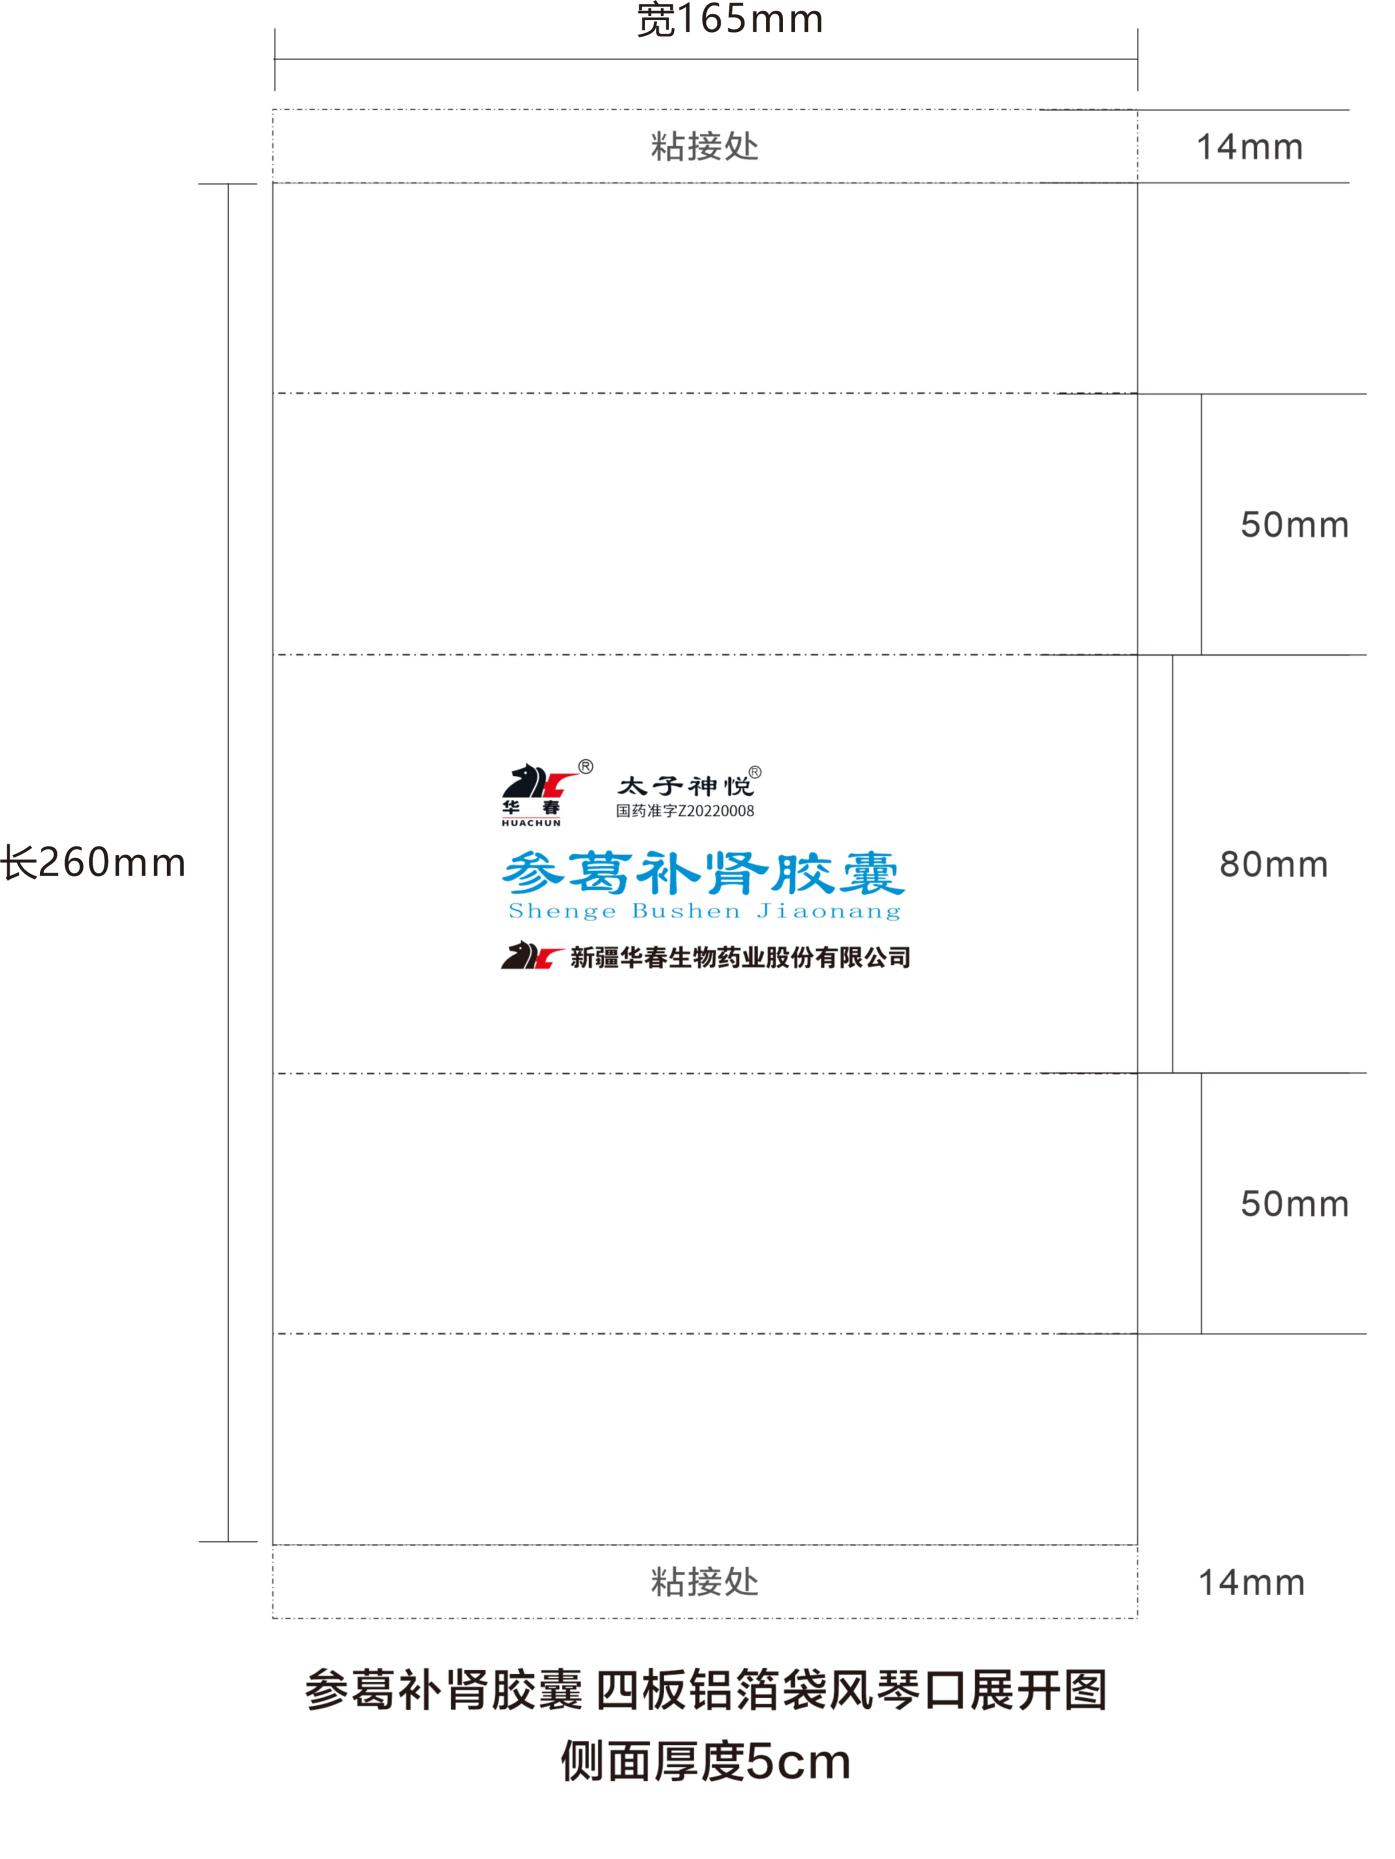 宽165mm
粘接处
14mm
50mm
华春
HUACHUN
®
太子神悦®
国药准字Z20220008
长260mm
80mm
参葛补肾胶囊
Shenge Bushen Jiaonang
新疆华春生物药业股份有限公司
50mm
粘接处
14mm
参葛补肾胶囊 四板铝箔袋风琴口展开图
侧面厚度5cm